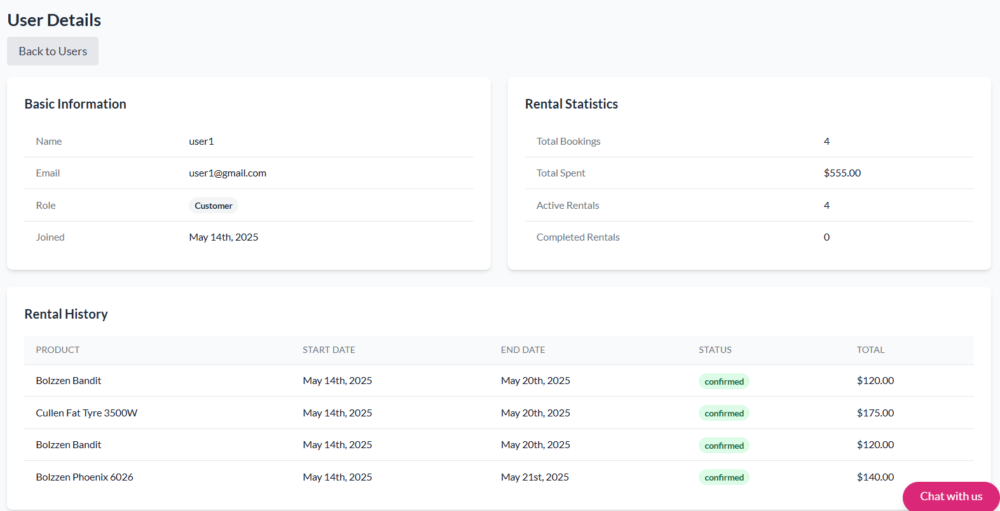 User Details
Back to Users
Basic Information
Name user1
Email user1@gmail.com
Role Customer
Joined May 14th, 2025
Rental Statistics
Total Bookings 4
Total Spent $555.00
Active Rentals 4
Completed Rentals 0
Rental History
PRODUCT START DATE END DATE STATUS TOTAL
Bolzzen Bandit May 14th, 2025 May 20th, 2025 confirmed $120.00
Cullen Fat Tyre 3500W May 14th, 2025 May 20th, 2025 confirmed $175.00
Bolzzen Bandit May 14th, 2025 May 20th, 2025 confirmed $120.00
Bolzzen Phoenix 6026 May 14th, 2025 May 21st, 2025 confirmed $140.00
Chat with us